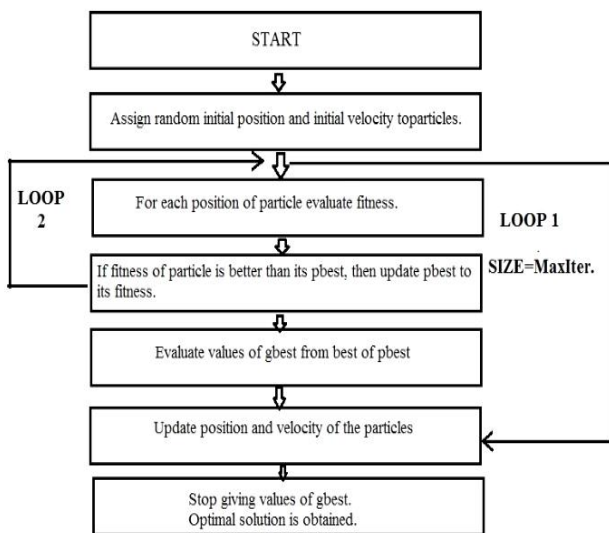 START
Assign random initial position and initial velocity toparticles.
LOOP
2
For each position of particle evaluate fitness.
LOOP 1
If fitness of particle is better than its pbest, then update pbest to
its fitness.
SIZE=MaxIter.
Evaluate values of gbest from best of pbest
Update position and velocity of the particles
Stop giving values of gbest.
Optimal solution is obtained.